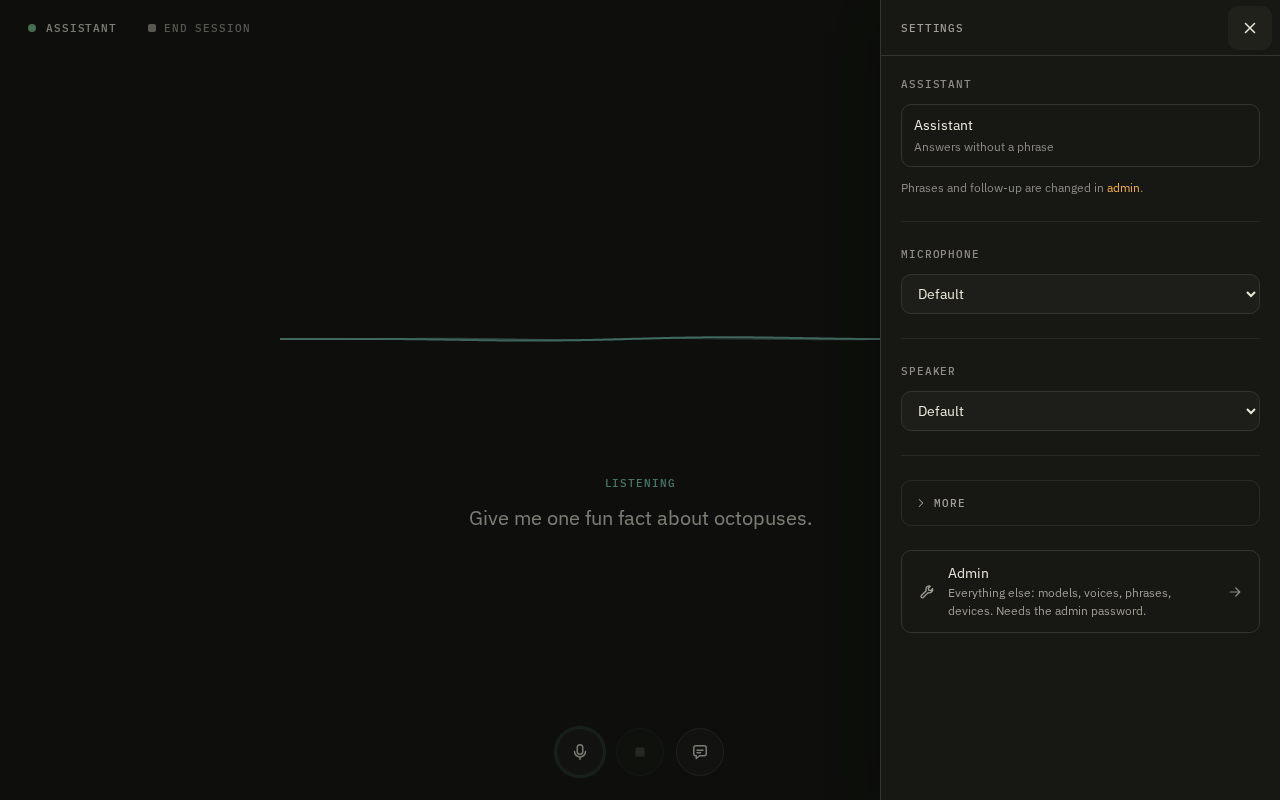 ASSISTANT
END SESSION
SETTINGS
ASSISTANT
Assistant
Answers without a phrase
Phrases and follow-up are changed in admin.
MICROPHONE
Default
SPEAKER
Default
LISTENING
Give me one fun fact about octopuses.
MORE
Admin
Everything else: models, voices, phrases,
devices. Needs the admin password.